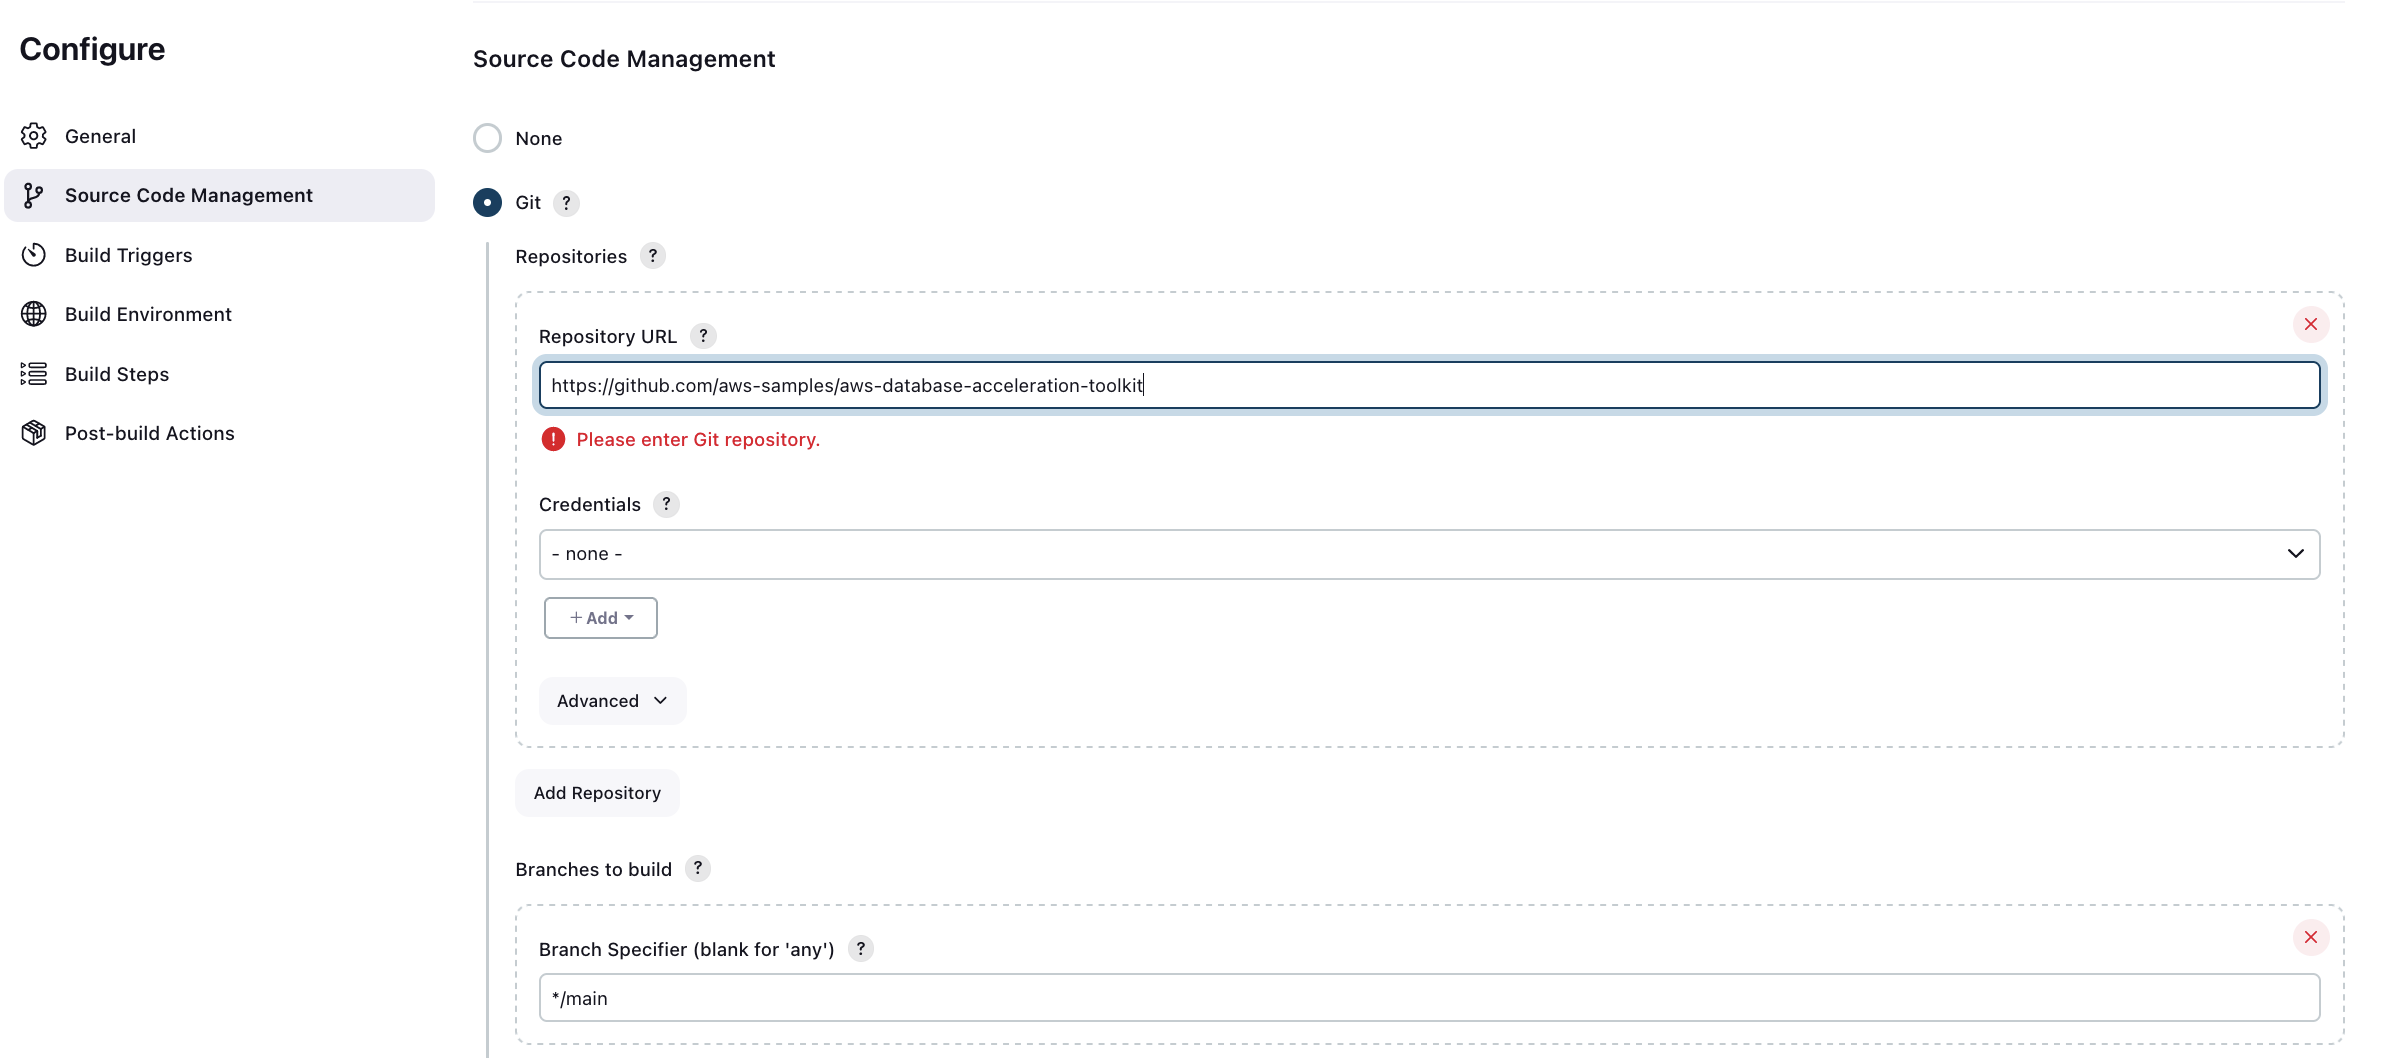 Configure
General
Source Code Management
Build Triggers
Build Environment
Build Steps
Post-build Actions
Source Code Management
None
Git ?
Repositories ?
Repository URL ?
https://github.com/aws-samples/aws-database-acceleration-toolkit
! Please enter Git repository.
Credentials ?
- none -
+ Add
Advanced
Add Repository
Branches to build ?
Branch Specifier (blank for 'any') ?
*/main